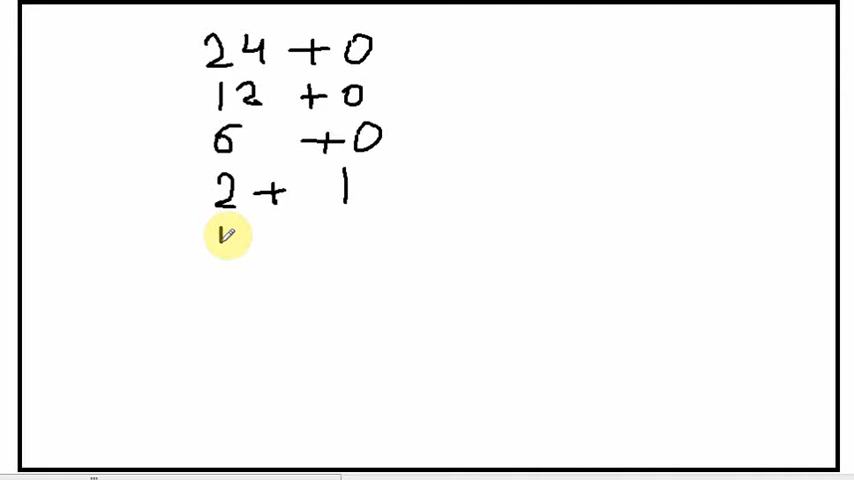 24 + 0
12 + 0
6 + 0
2 + 1